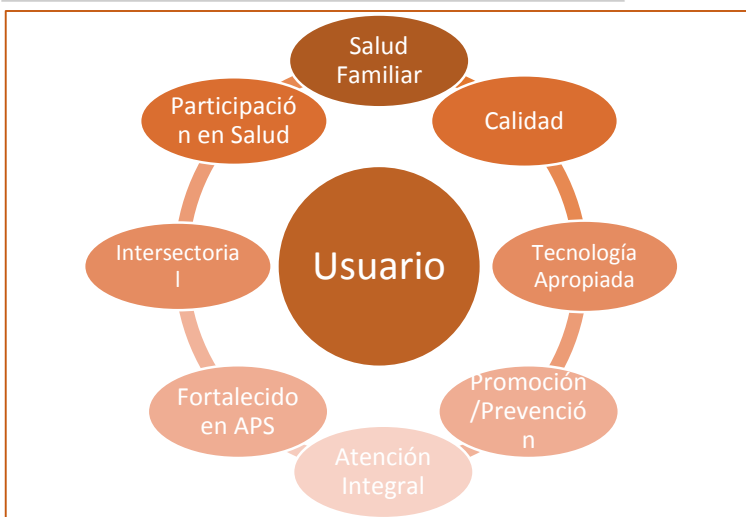 Salud
Familiar
Participació
n en Salud
Calidad
Intersectoria
l
Usuario
Tecnología
Apropiada
Fortalecido
en APS
Promoción
/Prevenció
n
Atención
Integral